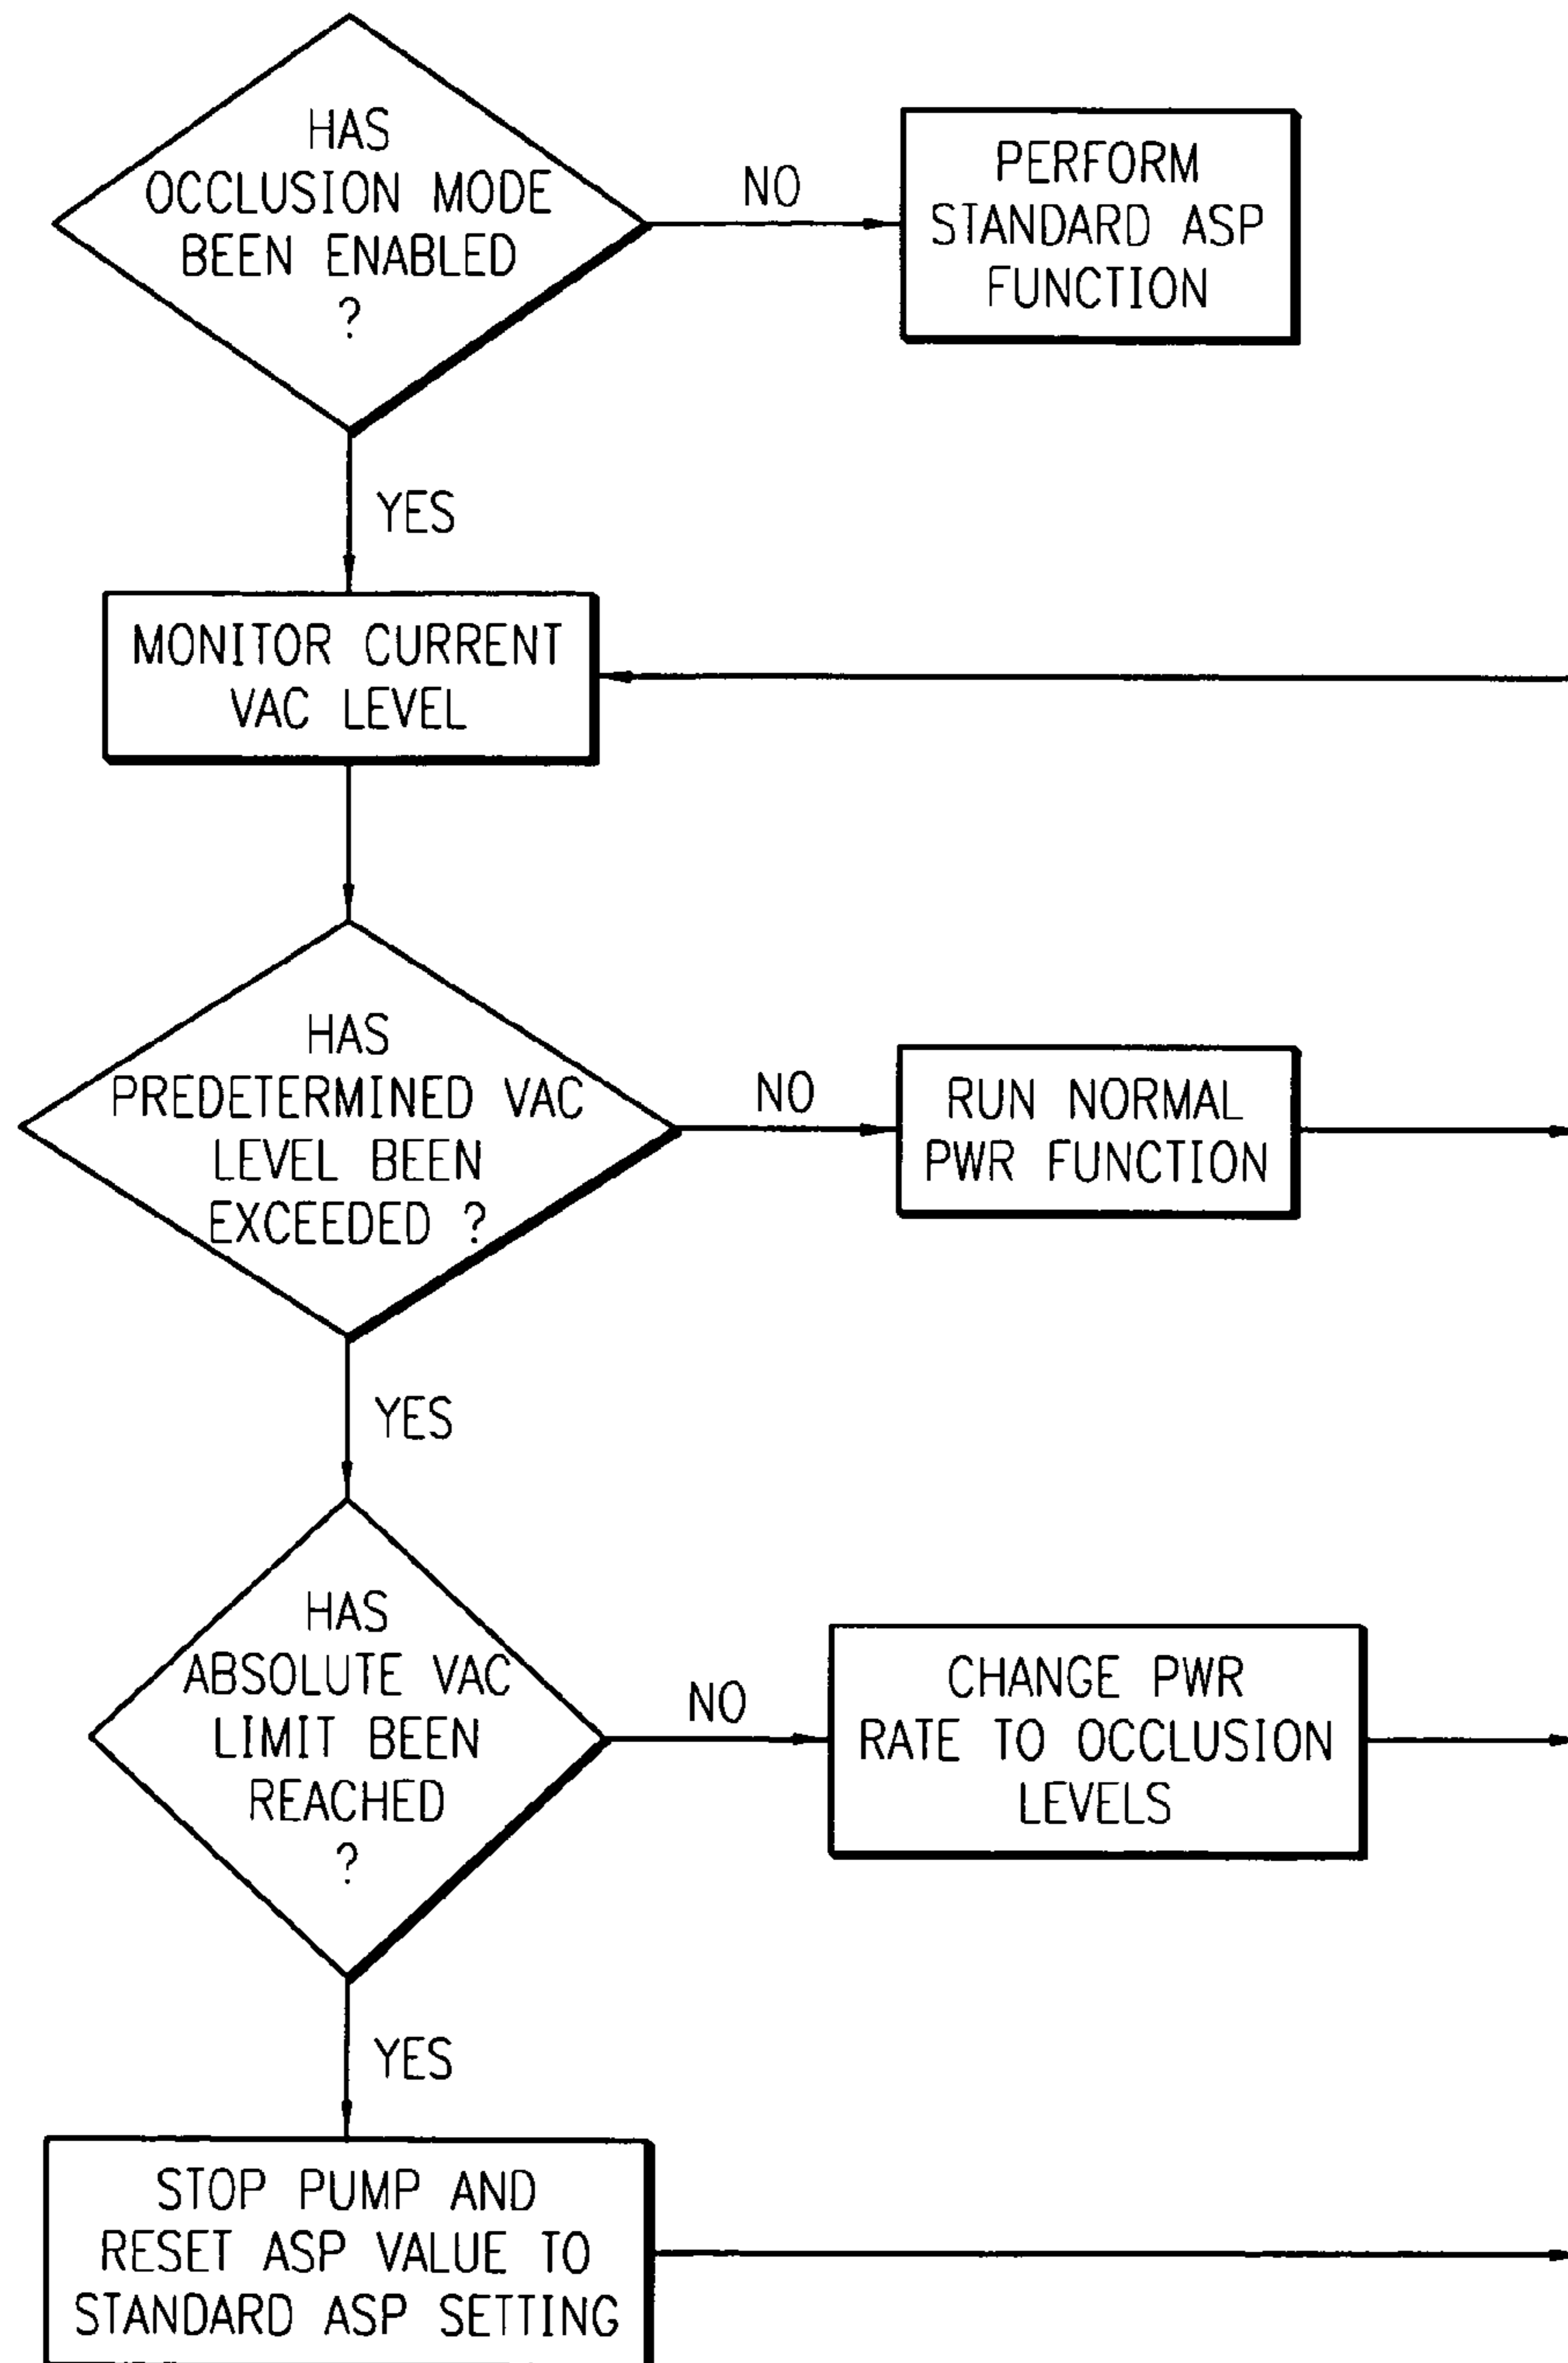 HAS
OCCLUSION MODE
BEEN ENABLED
?
NO
PERFORM
STANDARD ASP
FUNCTION
YES
MONITOR CURRENT
VAC LEVEL
HAS
PREDETERMINED VAC
LEVEL BEEN
EXCEEDED ?
NO
RUN NORMAL
PWR FUNCTION
YES
HAS
ABSOLUTE VAC
LIMIT BEEN
REACHED
?
NO
CHANGE PWR
RATE TO OCCLUSION
LEVELS
YES
STOP PUMP AND
RESET ASP VALUE TO
STANDARD ASP SETTING